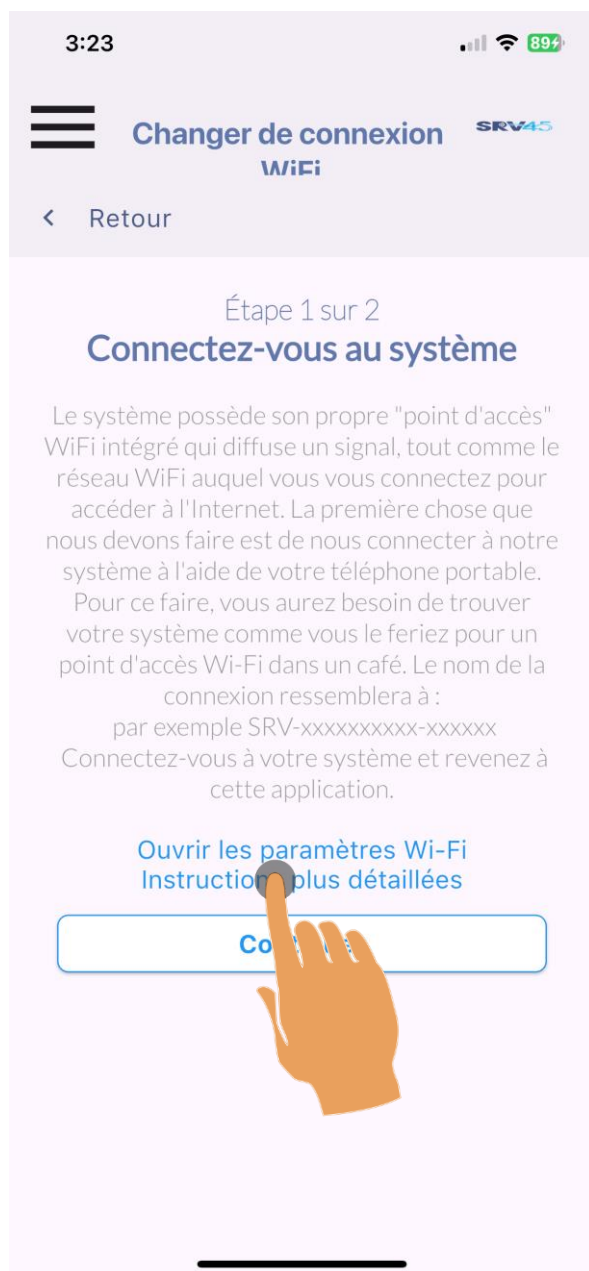 3:23
89
Changer de connexion
WiFi
SRV45
Retour
Étape 1 sur 2
Connectez-vous au système
Le système possède son propre "point d'accès"
WiFi intégré qui diffuse un signal, tout comme le
réseau WiFi auquel vous vous connectez pour
accéder à l'Internet. La première chose que
nous devons faire est de nous connecter à notre
système à l'aide de votre téléphone portable.
Pour ce faire, vous aurez besoin de trouver
votre système comme vous le feriez pour un
point d'accès Wi-Fi dans un café. Le nom de la
connexion ressemblera à :
par exemple SRV-xxxxxxxxxx-xxxxxx
Connectez-vous à votre système et revenez à
cette application.
Ouvrir les paramètres Wi-Fi
Instructions plus détaillées